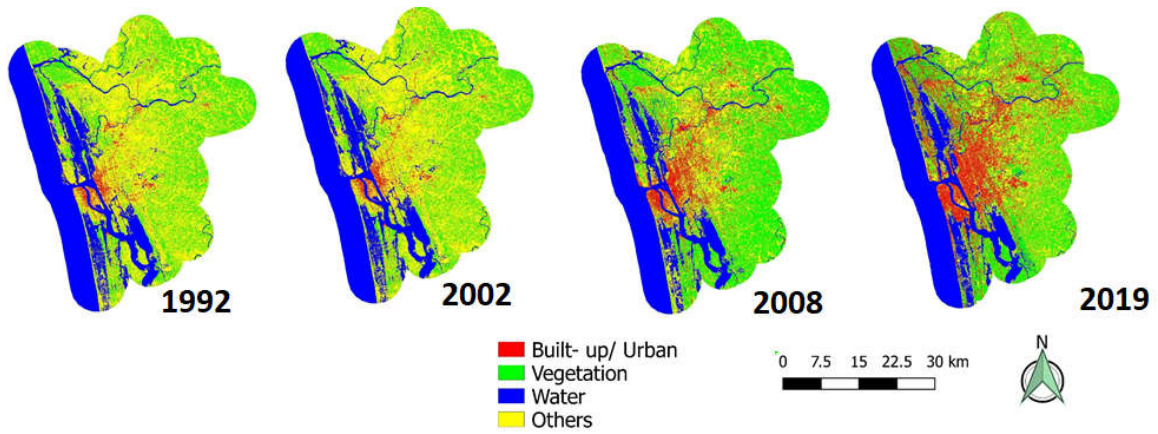 1992
2002
2008
2019
Built- up/ Urban
Vegetation
Water
Others
0 7.5 15 22.5 30 km
N